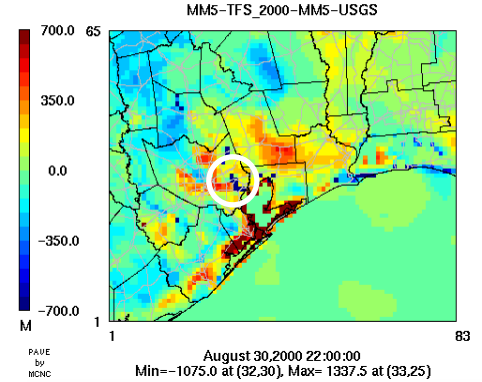 MM5-TFS_2000-MM5-USGS
700.0
350.0
0.0
-350.0
-700.0
M
65
1
1
83
PAVE
by
MCNC
August 30,2000 22:00:00
Min=-1075.0 at (32,30), Max= 1337.5 at (33,25)